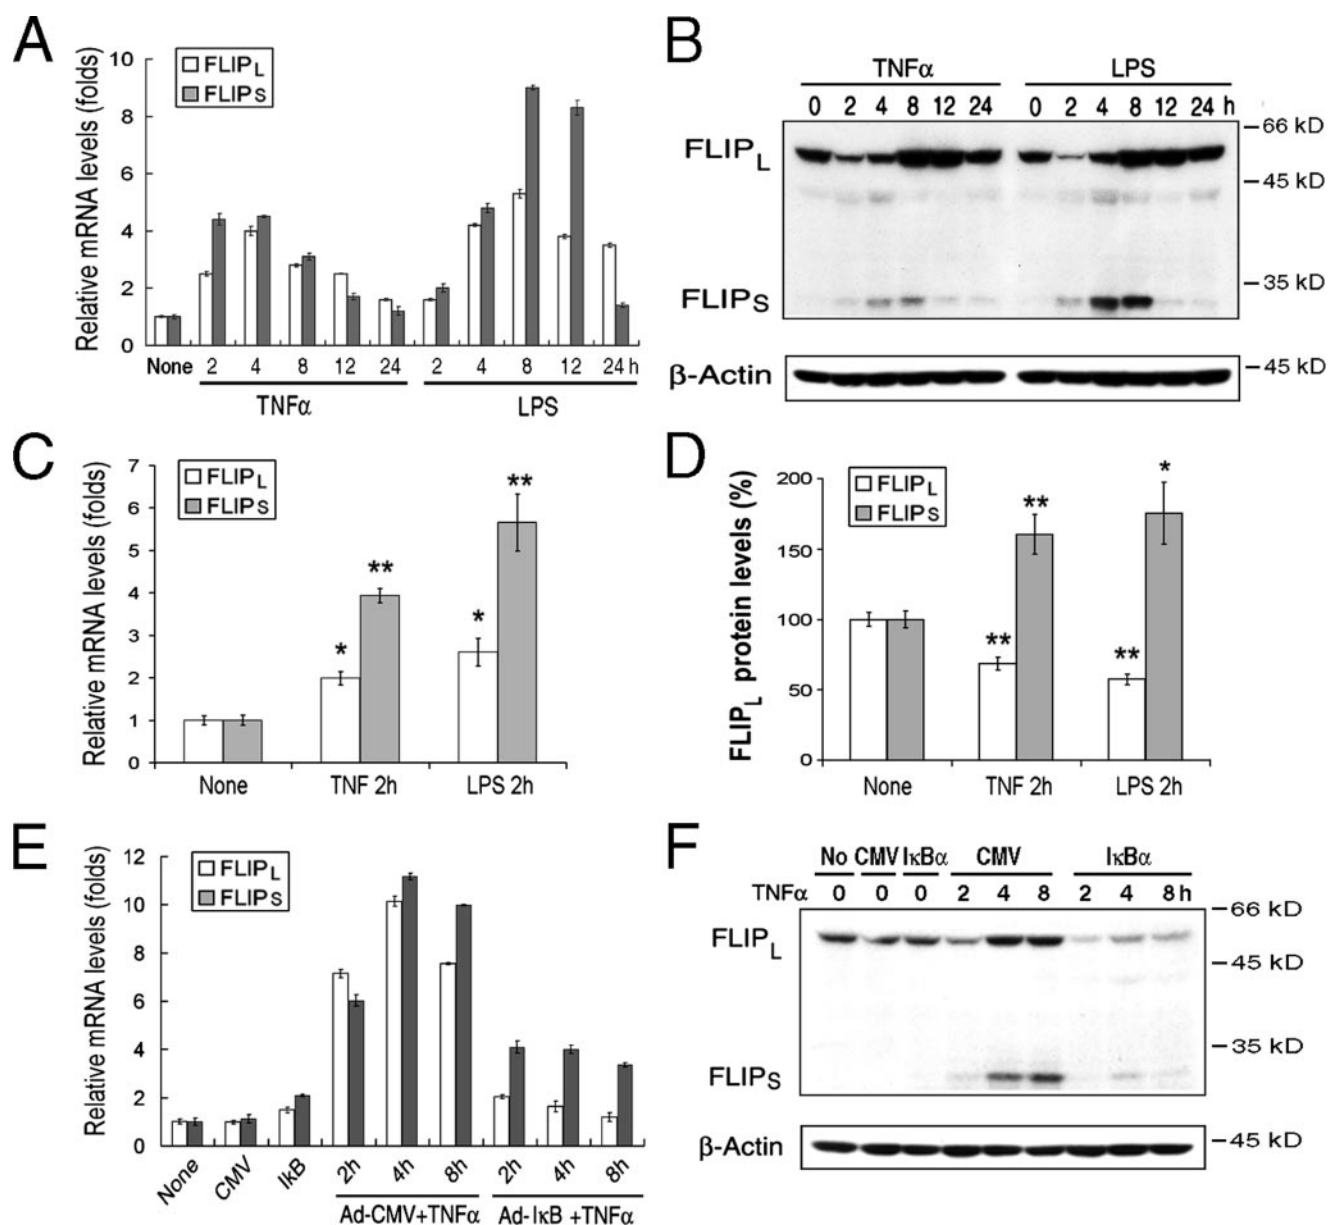 A
Relative mRNA levels (folds)
FLIPL
FLIPS
10
8
6
4
2
0
None 2 4 8 12 24 2 4 8 12 24 h
TNFα LPS
B
TNFα LPS
0 2 4 8 12 24 0 2 4 8 12 24 h
66 kD
FLIPL
45 kD
35 kD
FLIPS
β-Actin
45 kD
C
Relative mRNA levels (folds)
FLIPL
FLIPS
7
6
5
4
3
2
1
0
* ** * **
None TNF 2h LPS 2h
D
FLIPL protein levels (%)
FLIPL
FLIPS
200
150
100
50
0
** ** ** *
None TNF 2h LPS 2h
E
Relative mRNA levels (folds)
FLIPL
FLIPS
12
10
8
6
4
2
0
None CMV IκB 2h 4h 8h 2h 4h 8h
Ad-CMV+TNFα Ad-IκB +TNFα
F
No CMV IκBα CMV IκBα
TNFα 0 0 0 2 4 8 2 4 8 h
66 kD
FLIPL
45 kD
35 kD
FLIPS
β-Actin
45 kD